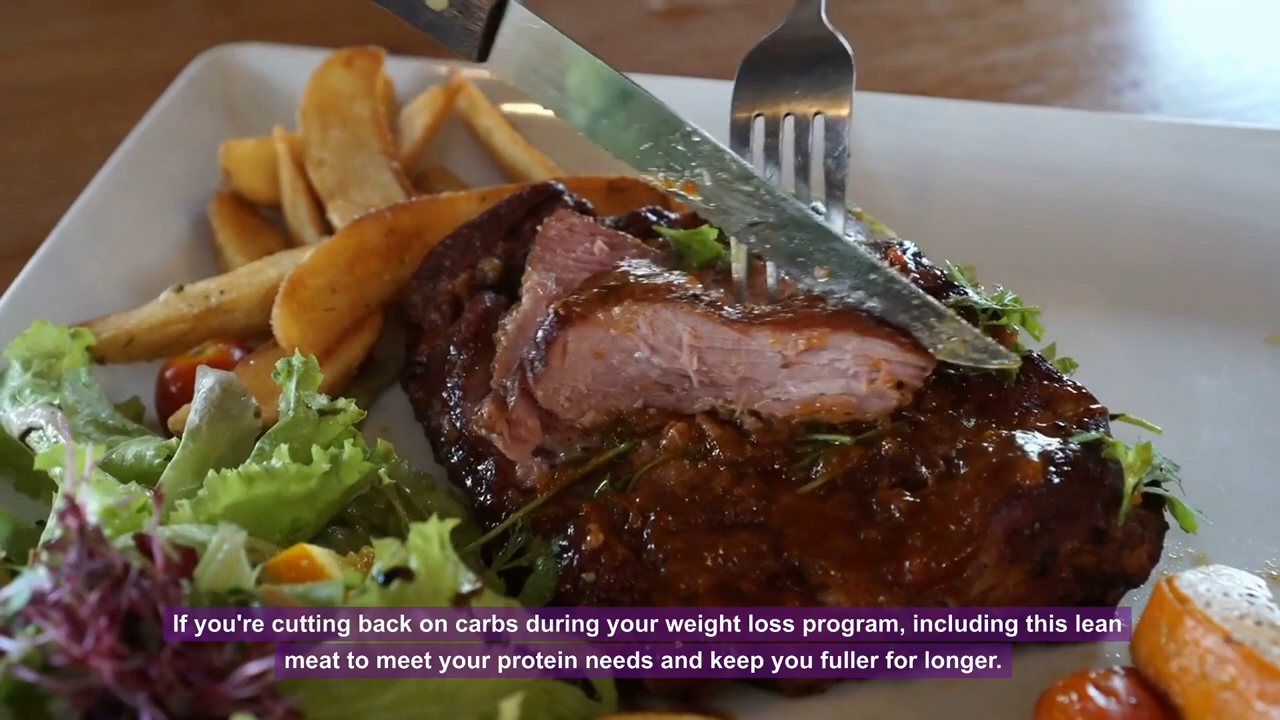 If you're cutting back on carbs during your weight loss program, including this lean
meat to meet your protein needs and keep you fuller for longer.